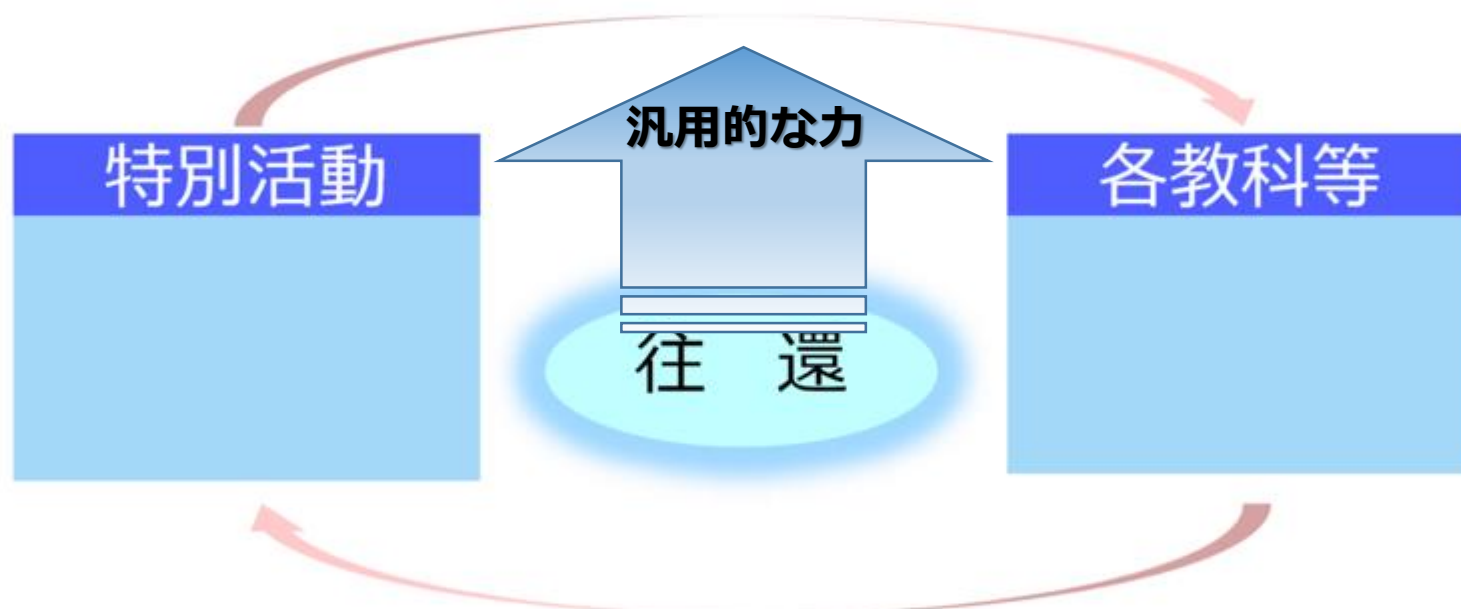 汎用的な力
特別活動
各教科等
往　還